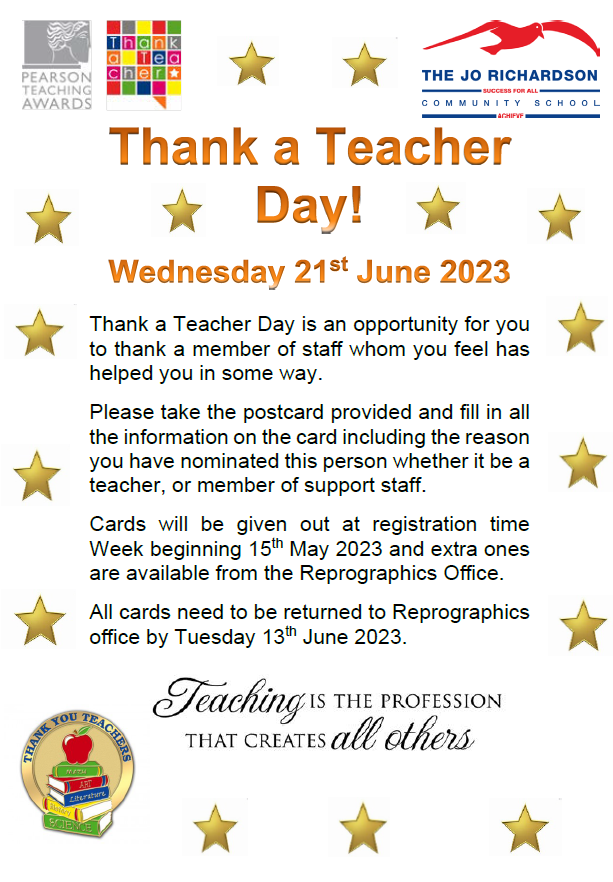 PEARSON
TEACHING
AWARDS
Thank
a Tea
cher
THE JO RICHARDSON
SUCCESS FOR ALL
COMMUNITY SCHOOL
ACHIEVE
Thank a Teacher
Day!
Wednesday 21st June 2023
Thank a Teacher Day is an opportunity for you
to thank a member of staff whom you feel has
helped you in some way.
Please take the postcard provided and fill in all
the information on the card including the reason
you have nominated this person whether it be a
teacher, or member of support staff.
Cards will be given out at registration time
Week beginning 15th May 2023 and extra ones
are available from the Reprographics Office.
All cards need to be returned to Reprographics
office by Tuesday 13th June 2023.
Teaching IS THE PROFESSION
THAT CREATES all others
THANK YOU TEACHERS
MATH
ART
Literature
History
SCIENCE